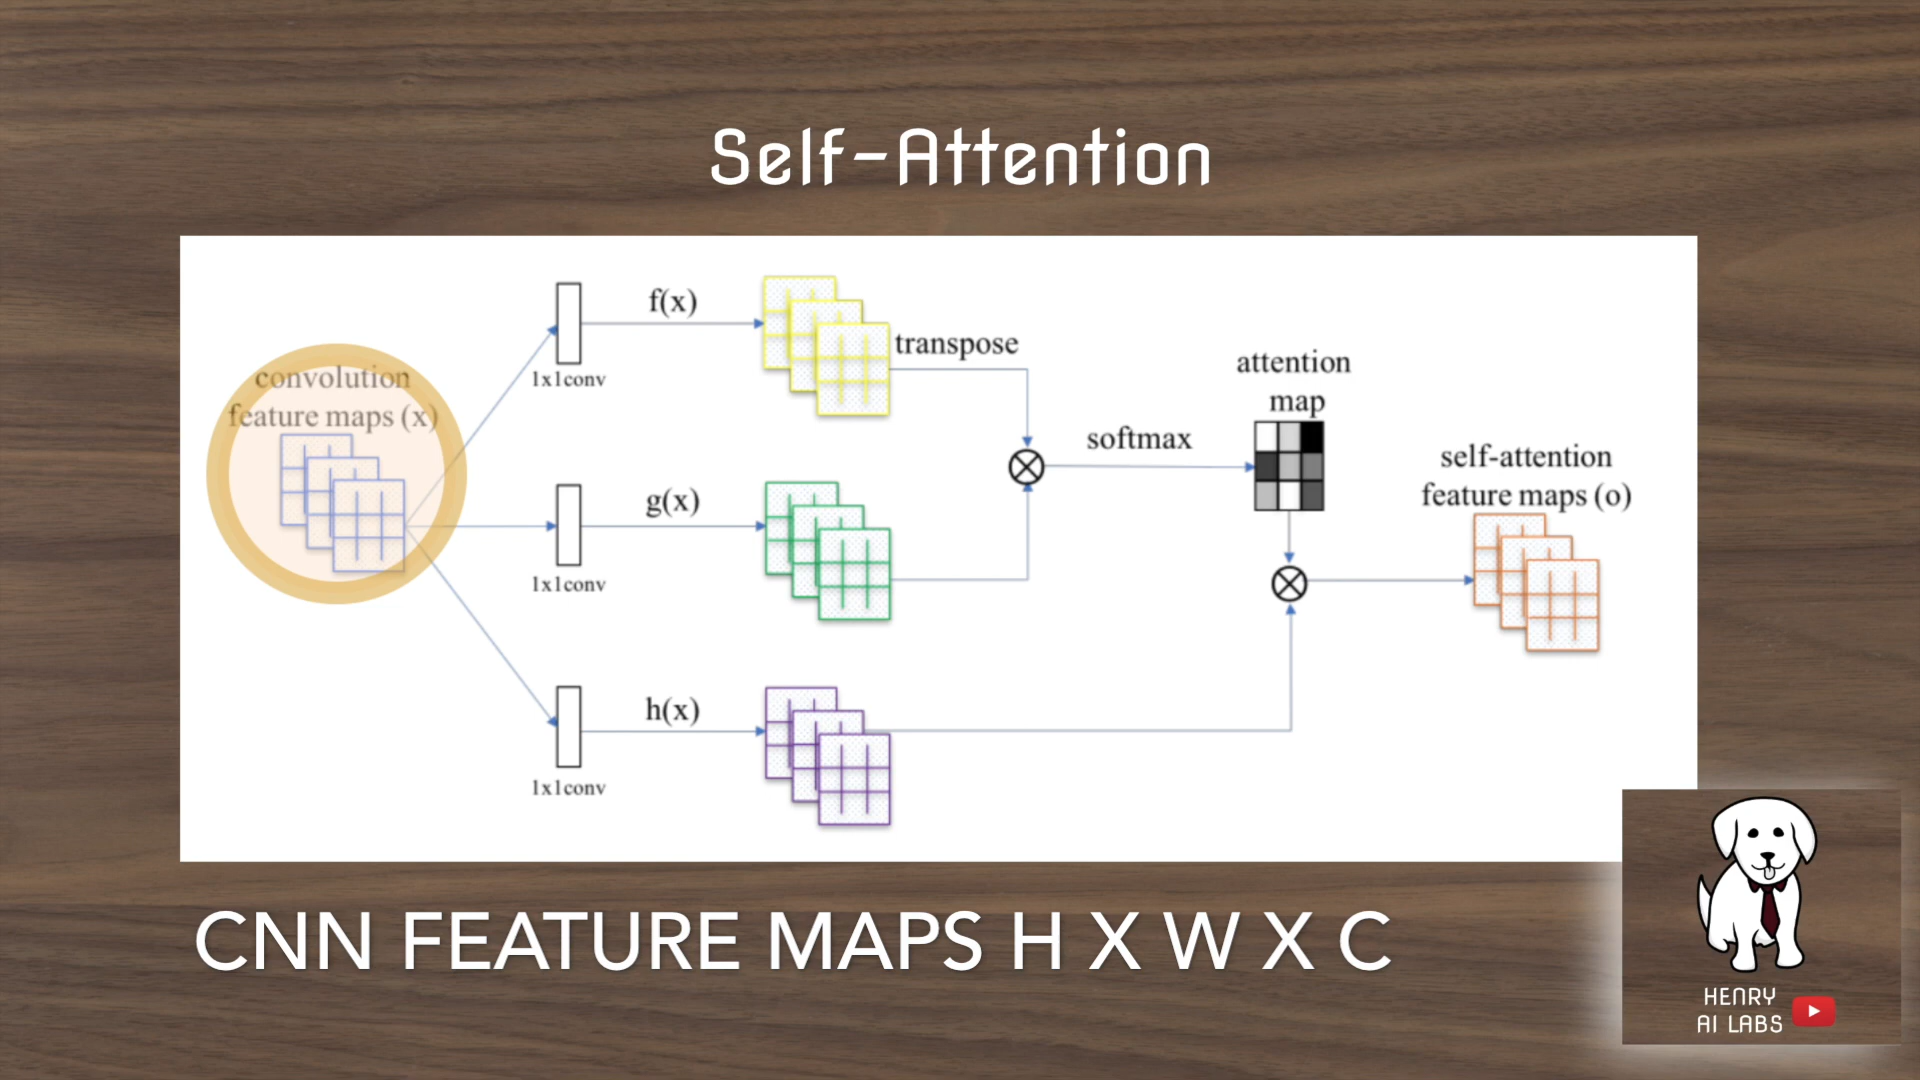 Self-Attention
convolution
feature maps (x)
1x1conv
f(x)
transpose
1x1conv
g(x)
1x1conv
h(x)
softmax
attention
map
self-attention
feature maps (o)
CNN FEATURE MAPS H X W X C
HENRY
AI LABS